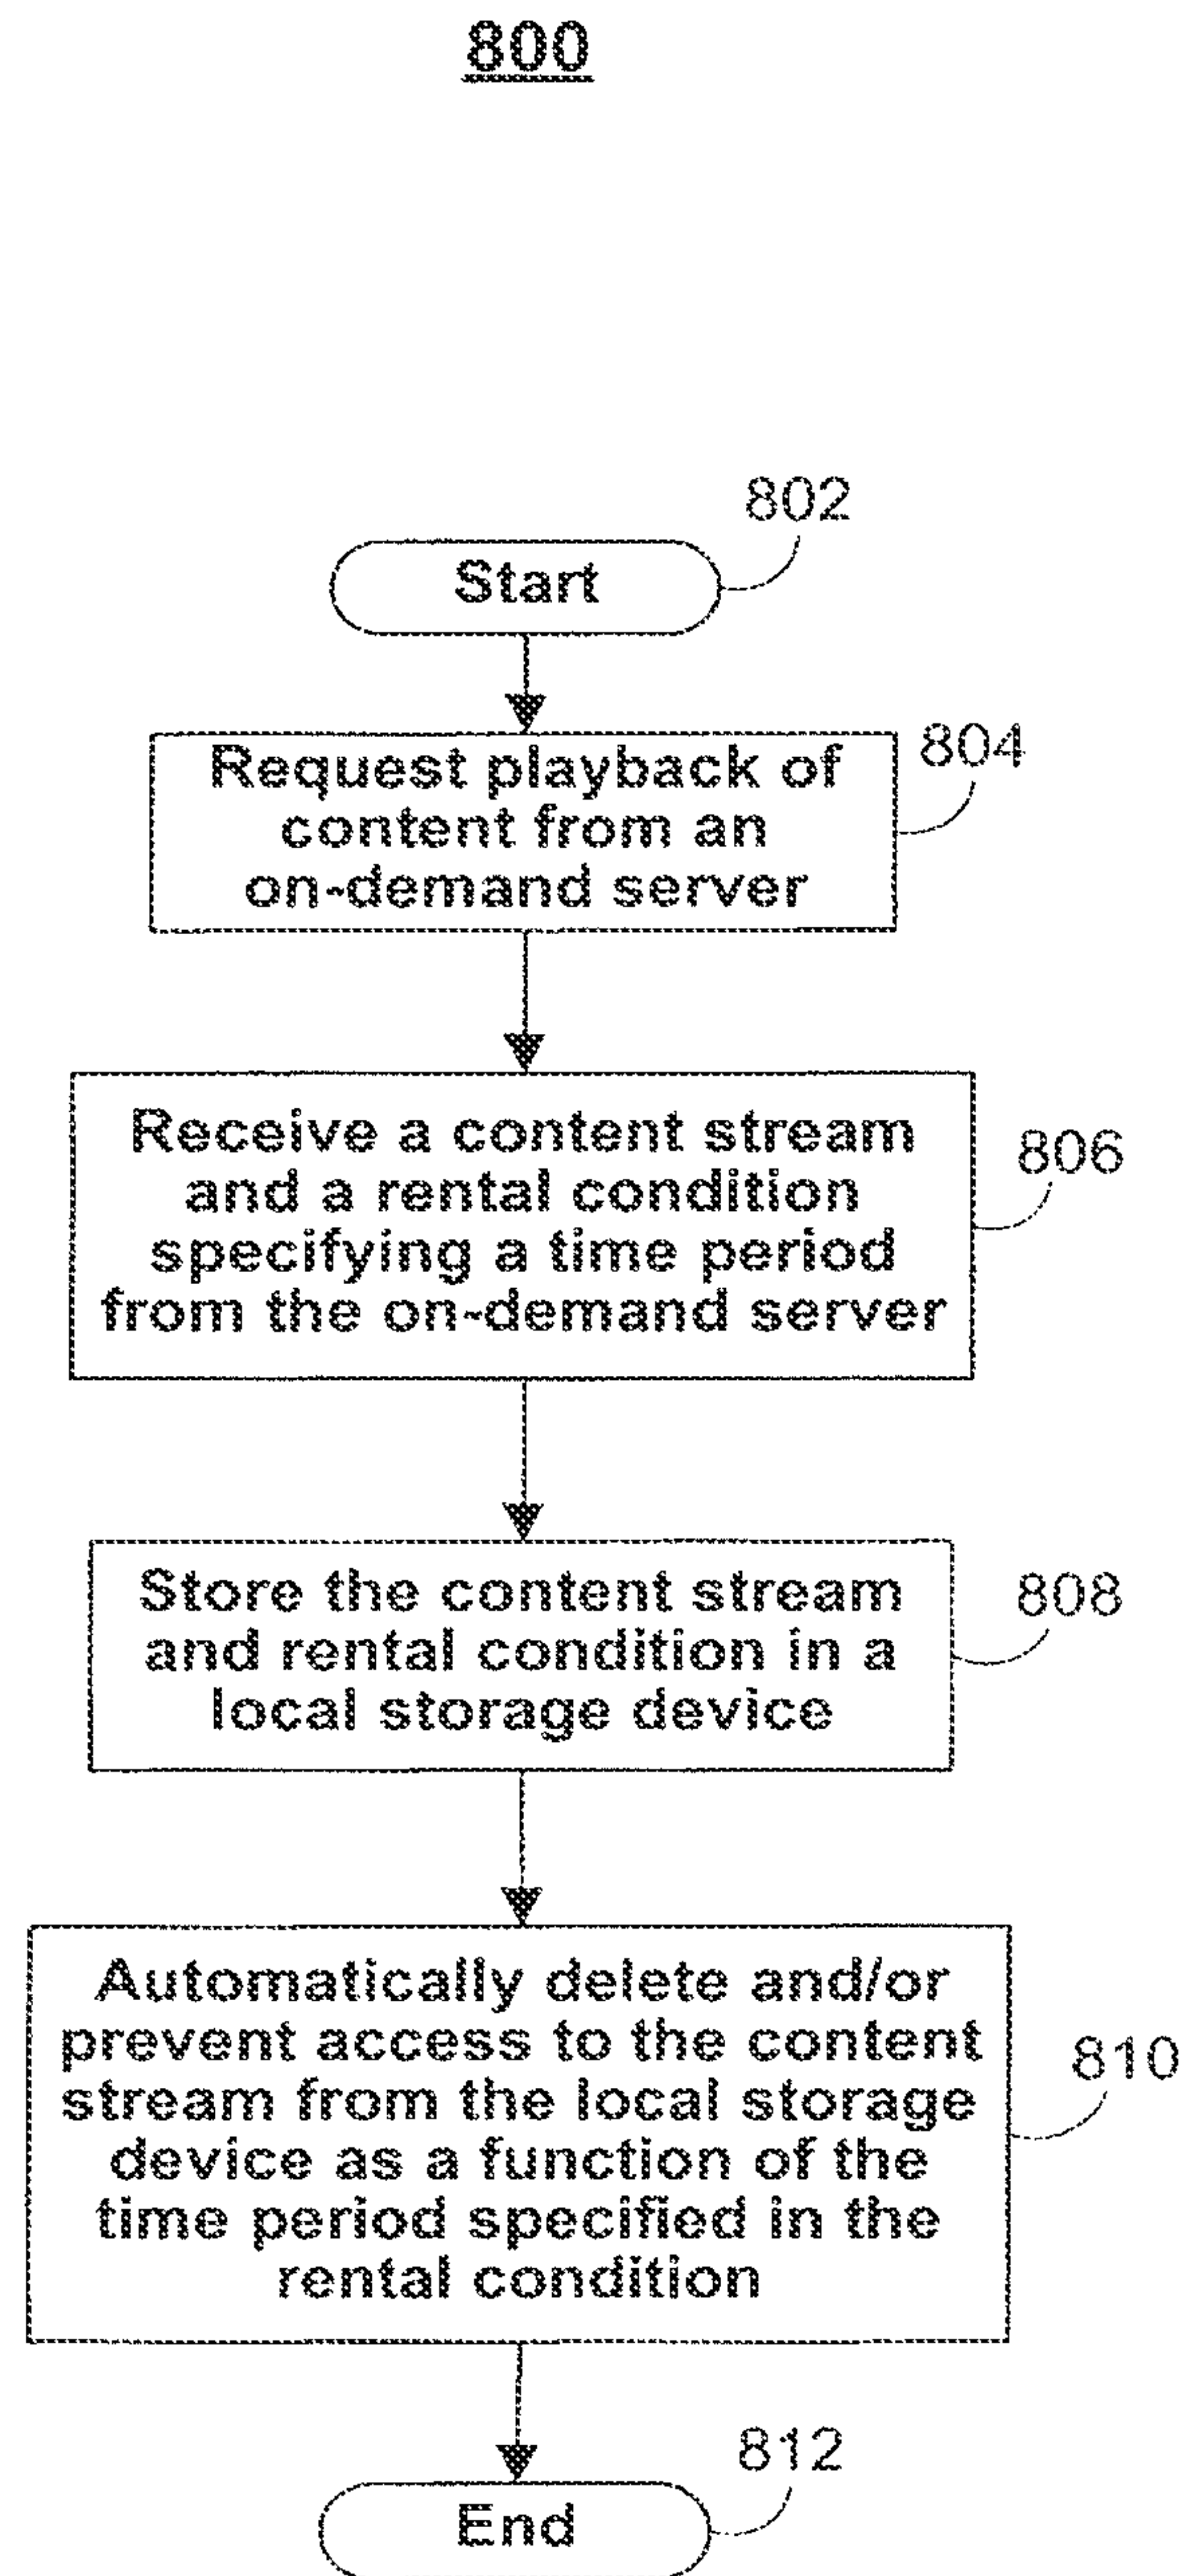 800
802
Start
804
Request playback of
content from an
on-demand server
806
Receive a content stream
and a rental condition
specifying a time period
from the on-demand server
808
Store the content stream
and rental condition in a
local storage device
810
Automatically delete and/or
prevent access to the content
stream from the local storage
device as a function of the
time period specified in the
rental condition
812
End